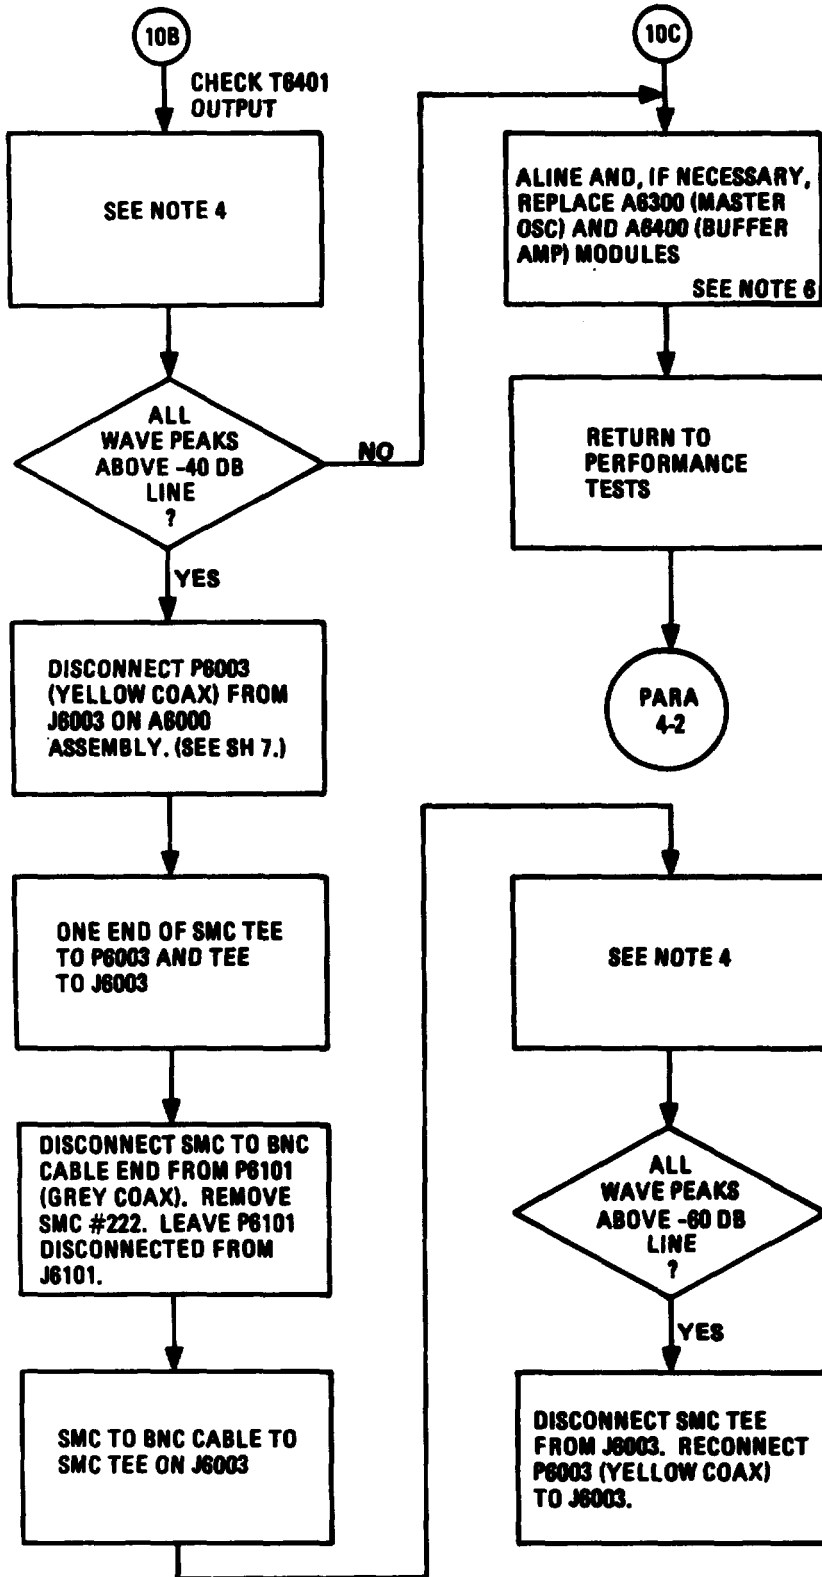 10B
CHECK T6401
OUTPUT
SEE NOTE 4
ALL
WAVE PEAKS
ABOVE -40 DB
LINE
?
NO
YES
DISCONNECT P6003
(YELLOW COAX) FROM
J6003 ON A6000
ASSEMBLY. (SEE SH 7.)
ONE END OF SMC TEE
TO P6003 AND TEE
TO J6003
DISCONNECT SMC TO BNC
CABLE END FROM P6101
(GREY COAX). REMOVE
SMC #222. LEAVE P6101
DISCONNECTED FROM
J6101.
SMC TO BNC CABLE TO
SMC TEE ON J6003
10C
ALINE AND, IF NECESSARY,
REPLACE A6300 (MASTER
OSC) AND A6400 (BUFFER
AMP) MODULES
SEE NOTE 6
RETURN TO
PERFORMANCE
TESTS
PARA
4-2
SEE NOTE 4
ALL
WAVE PEAKS
ABOVE -60 DB
LINE
?
YES
DISCONNECT SMC TEE
FROM J6003. RECONNECT
P6003 (YELLOW COAX)
TO J6003.